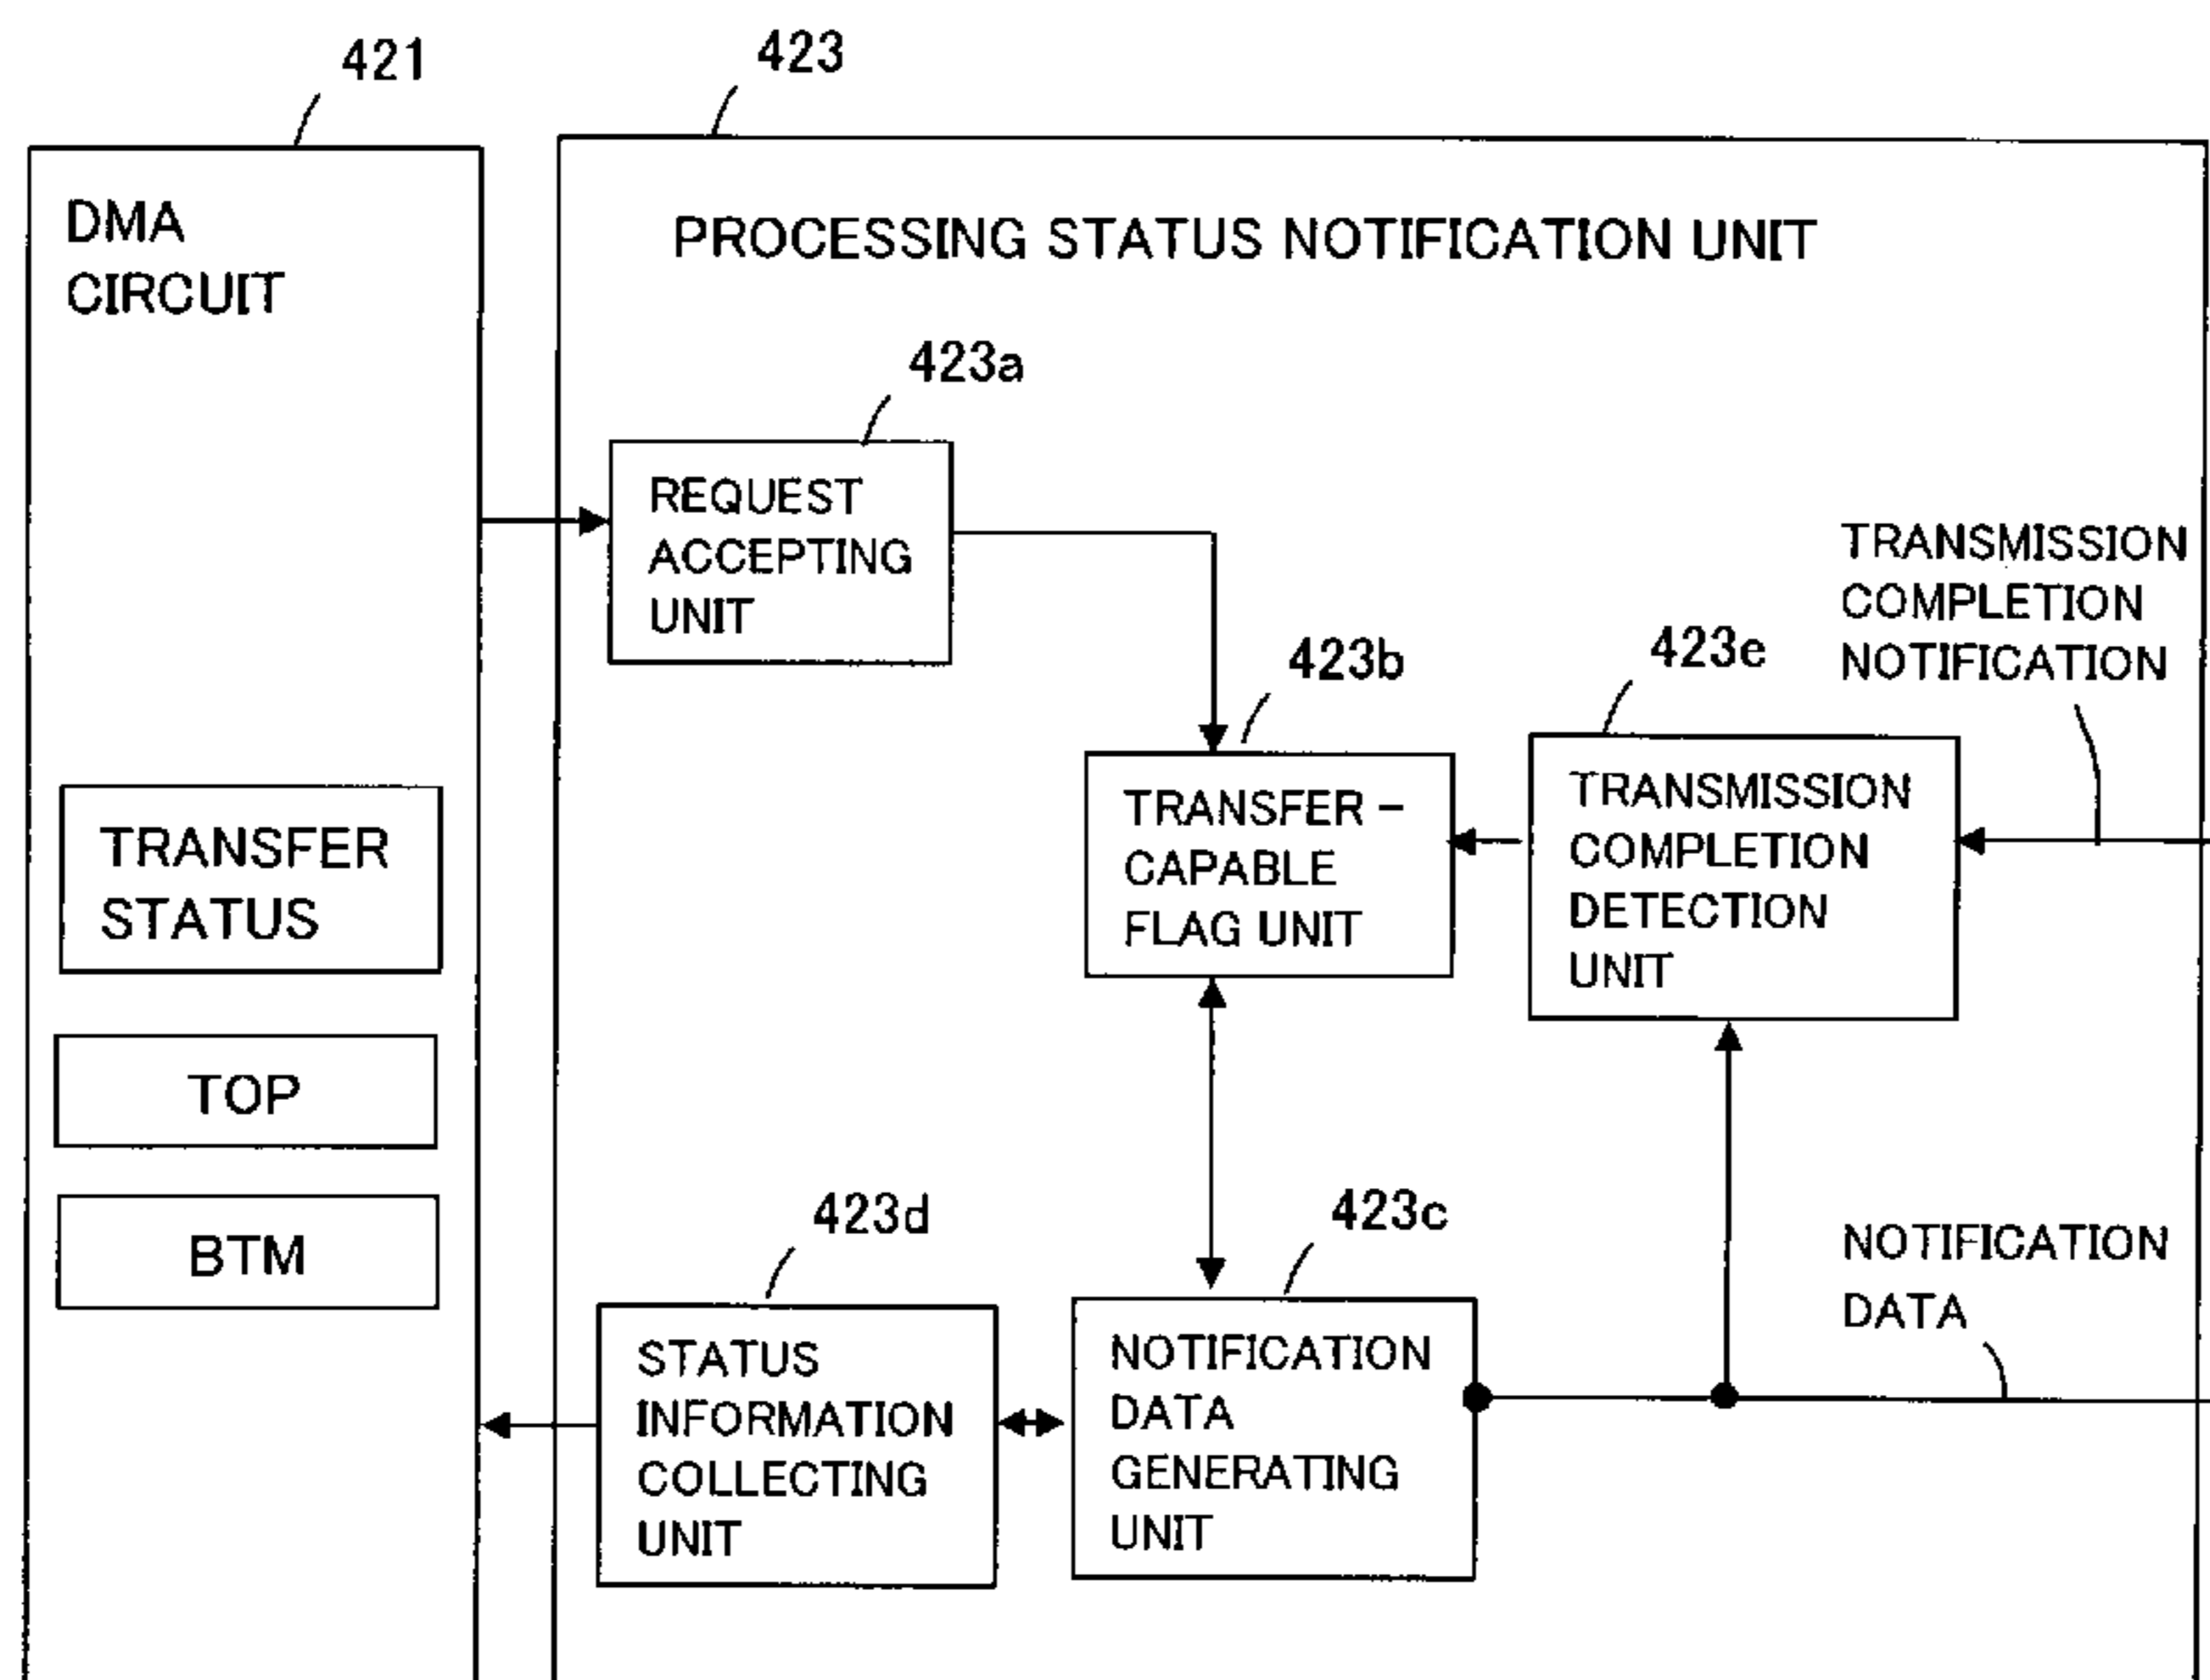 421
423
DMA
CIRCUIT
PROCESSING STATUS NOTIFICATION UNIT
423a
REQUEST
ACCEPTING
UNIT
TRANSMISSION
COMPLETION
NOTIFICATION
423b
423e
TRANSFER-
CAPABLE
FLAG UNIT
TRANSMISSION
COMPLETION
DETECTION
UNIT
TRANSFER
STATUS
TOP
BTM
423d
423c
NOTIFICATION
DATA
STATUS
INFORMATION
COLLECTING
UNIT
NOTIFICATION
DATA
GENERATING
UNIT